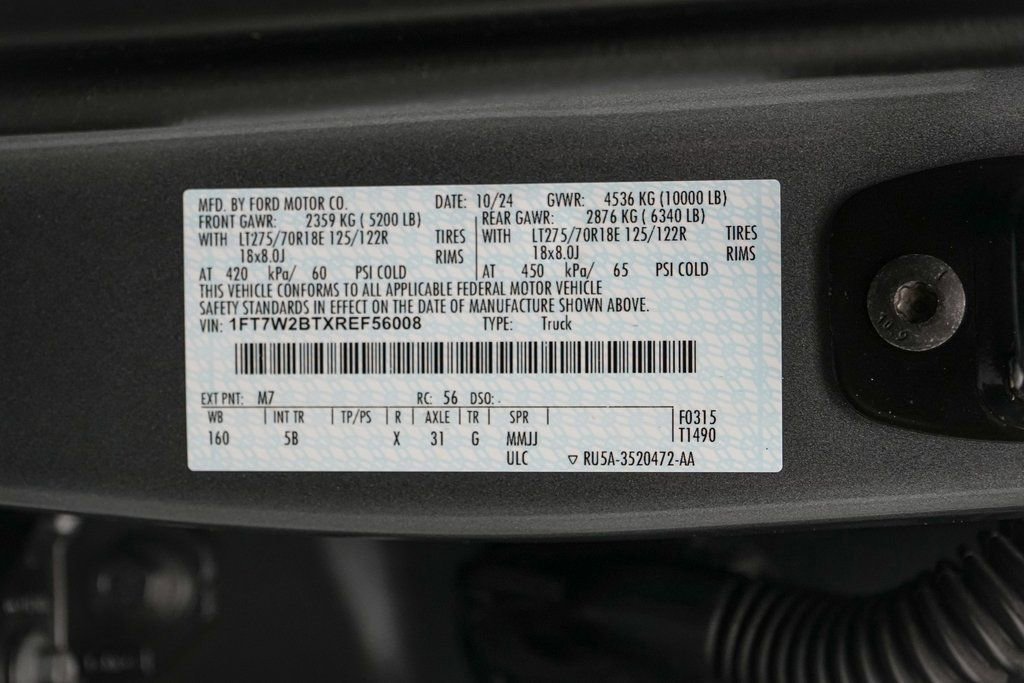 MFD. BY FORD MOTOR CO. DATE: 10/24 GVWR: 4536 KG (10000 LB)
FRONT GAWR: 2359 KG ( 5200 LB) REAR GAWR: 2876 KG ( 6340 LB)
WITH LT275/70R18E 125/122R TIRES WITH LT275/70R18E 125/122R TIRES
18x8.0J RIMS 18x8.0J RIMS
AT 420 kPa/ 60 PSI COLD AT 450 kPa/ 65 PSI COLD
THIS VEHICLE CONFORMS TO ALL APPLICABLE FEDERAL MOTOR VEHICLE
SAFETY STANDARDS IN EFFECT ON THE DATE OF MANUFACTURE SHOWN ABOVE.
VIN: 1FT7W2BTXREF56008 TYPE: Truck
EXT PNT: M7 RC: 56 DSO:
WB INT TR TP/PS R AXLE TR SPR F0315
160 5B X 31 G MMJJ T1490
ULC ▽ RU5A-3520472-AA
10.9